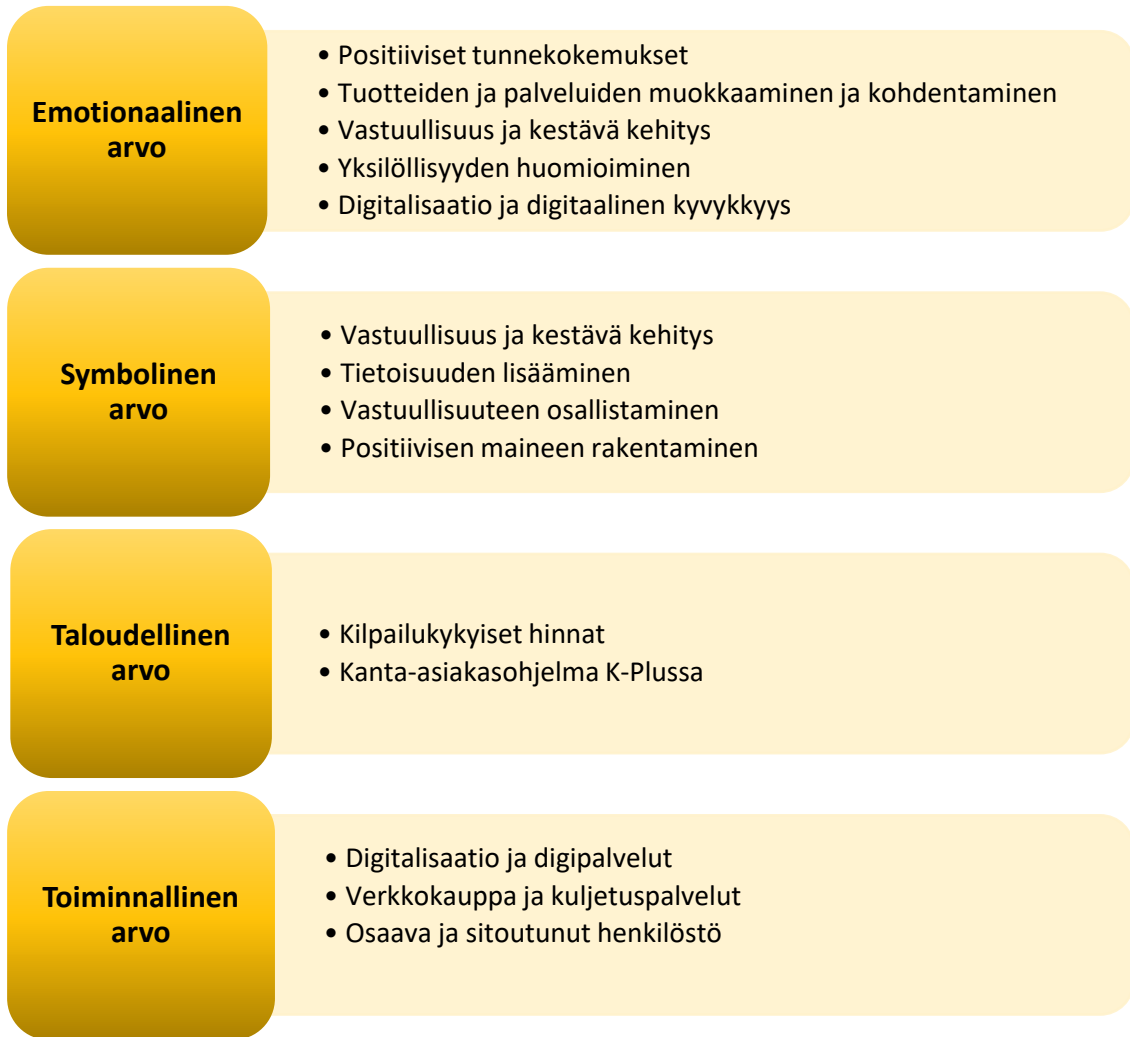 Emotionaalinen
arvo
• Positiiviset tunnekokemukset
• Tuotteiden ja palveluiden muokkaaminen ja kohdentaminen
• Vastuullisuus ja kestävä kehitys
• Yksilöllisyyden huomioiminen
• Digitalisaatio ja digitaalinen kyvykkyys
Symbolinen
arvo
• Vastuullisuus ja kestävä kehitys
• Tietoisuuden lisääminen
• Vastuullisuuteen osallistaminen
• Positiivisen maineen rakentaminen
Taloudellinen
arvo
• Kilpailukykyiset hinnat
• Kanta-asiakasohjelma K-Plussa
Toiminnallinen
arvo
• Digitalisaatio ja digipalvelut
• Verkkokauppa ja kuljetuspalvelut
• Osaava ja sitoutunut henkilöstö